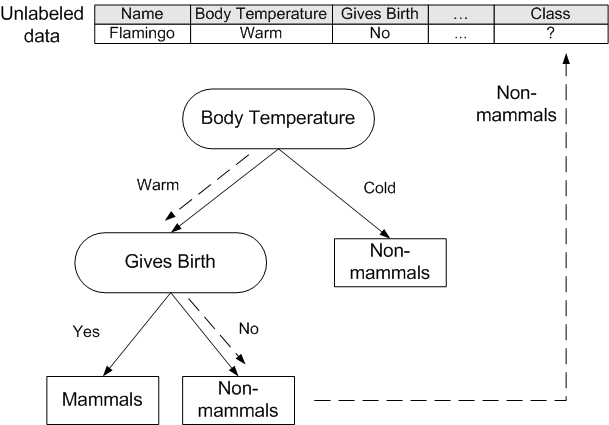 Unlabeled
data
Name Body Temperature Gives Birth ... Class
Flamingo Warm No ... ?
Non-
mammals
Body Temperature
Warm
Cold
Gives Birth
Non-
mammals
Yes
No
Mammals
Non-
mammals